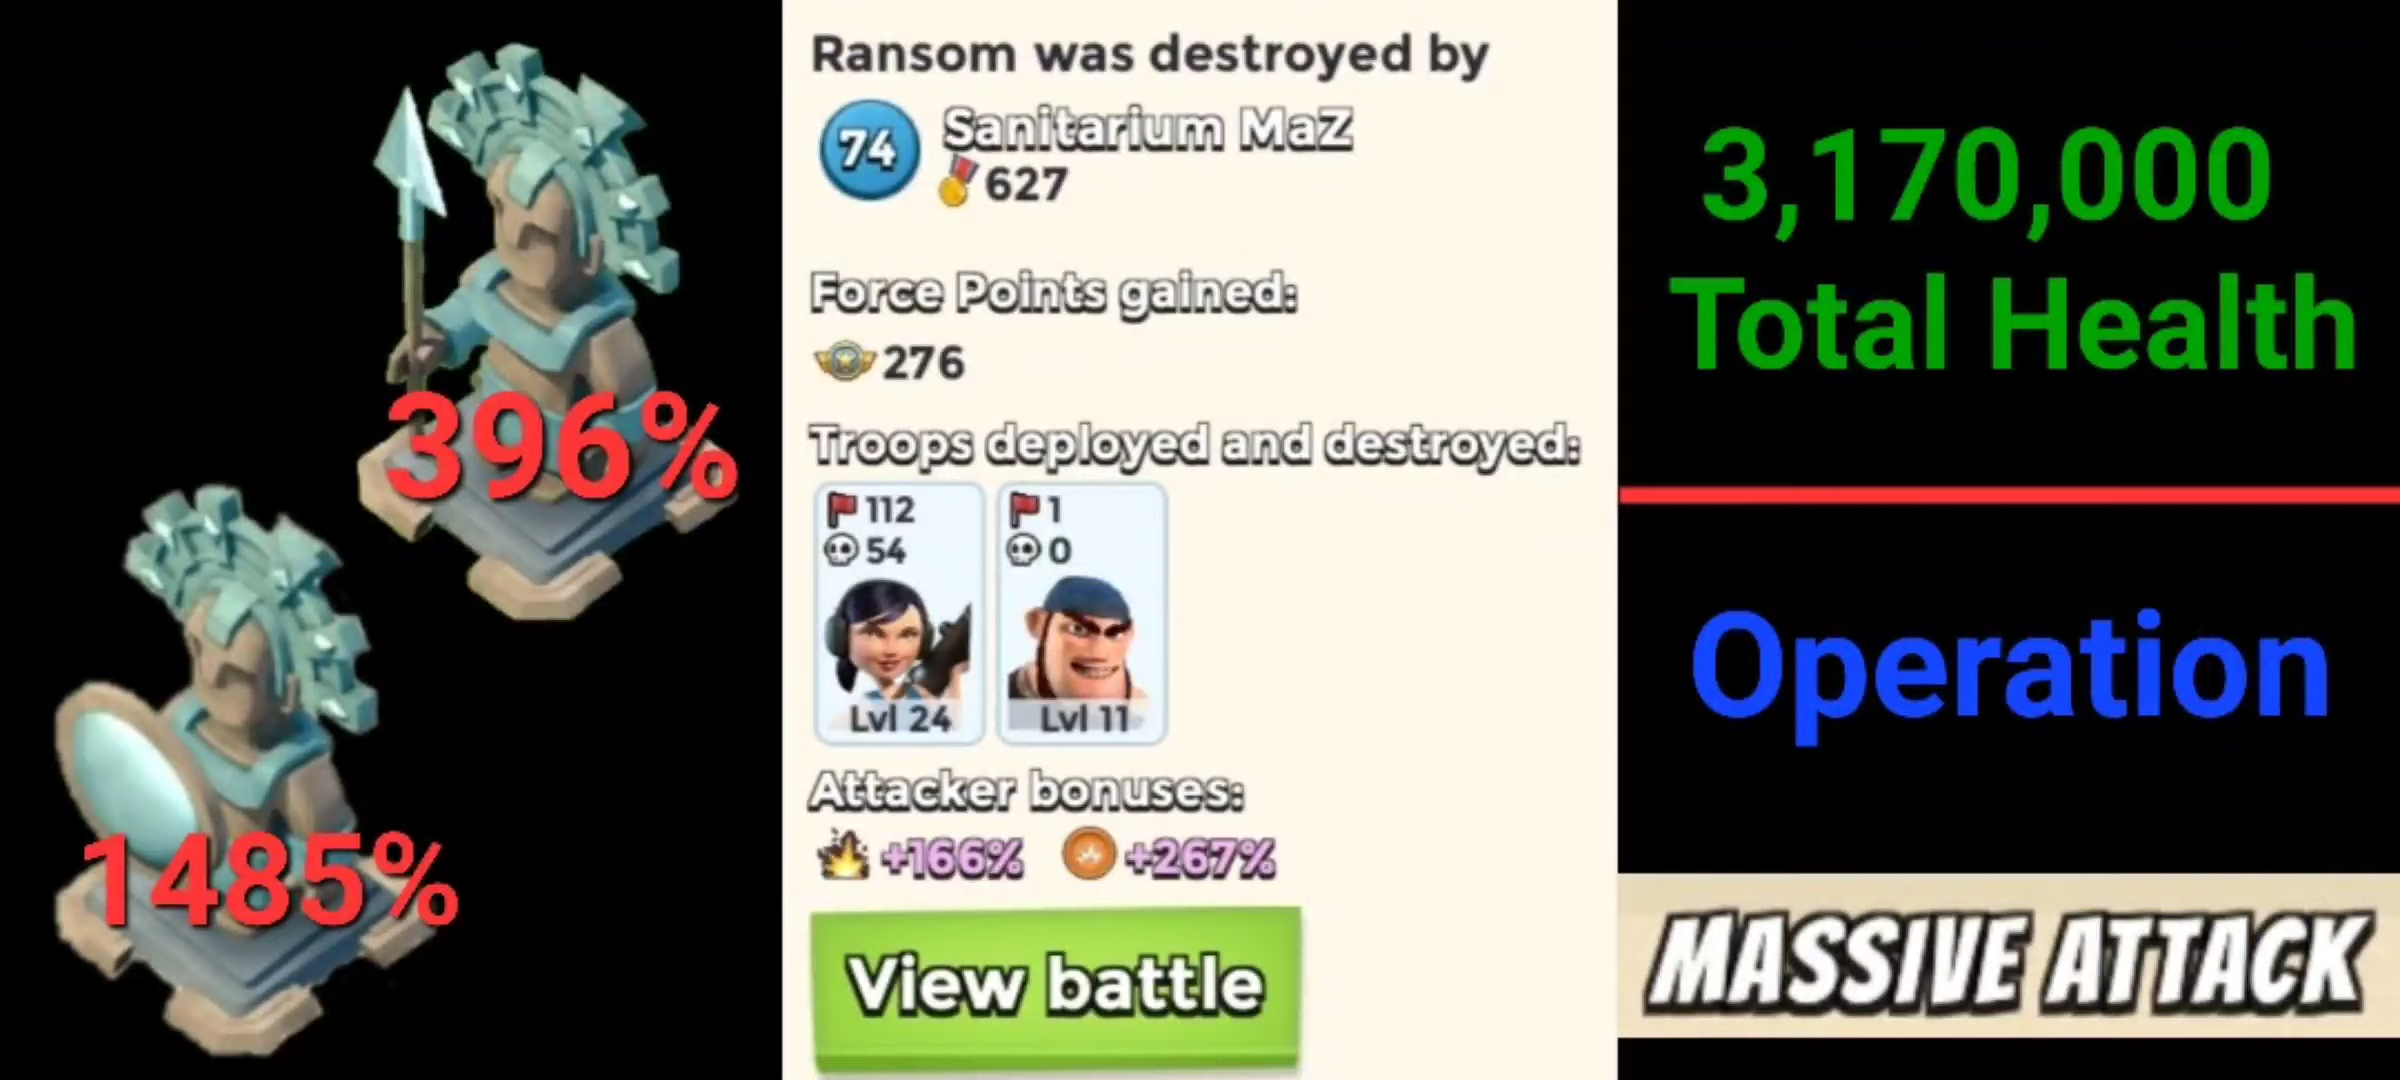 396%
1485%
Ransom was destroyed by
74 Sanitarium MaZ
627
Force Points gained:
276
Troops deployed and destroyed:
112 1
54 0
Lvl 24 Lvl 11
Attacker bonuses:
+166% +267%
View battle
3,170,000
Total Health
Operation
MASSIVE ATTACK